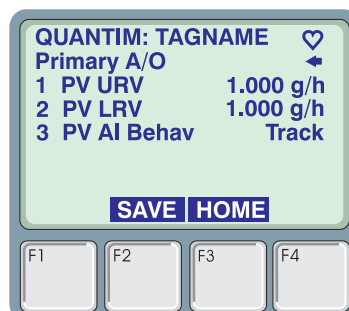 QUANTIM: TAGNAME
Primary A/O
1 PV URV 1.000 g/h
2 PV LRV 1.000 g/h
3 PV Al Behav Track
SAVE HOME
F1 F2 F3 F4